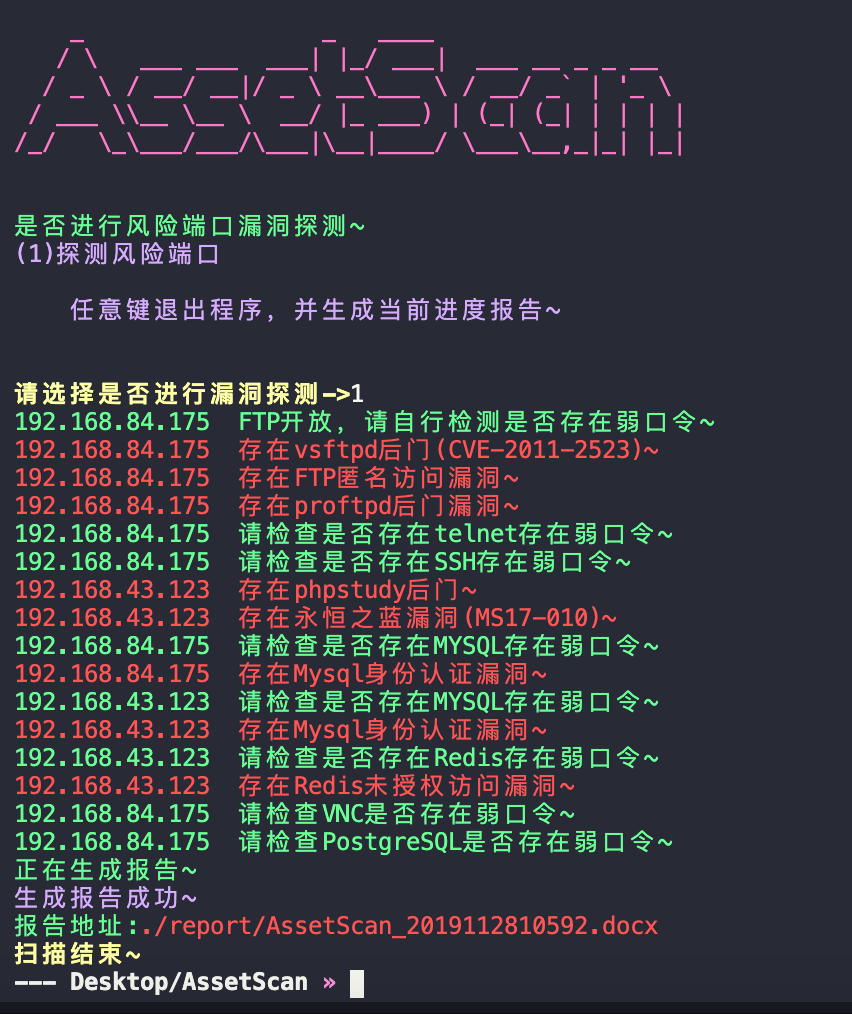 AssetScan
是否进行风险端口漏洞探测~
(1)探测风险端口
任意键退出程序, 并生成当前进度报告~
请选择是否进行漏洞探测->1
192.168.84.175  FTP开放, 请自行检测是否存在弱口令~
192.168.84.175  存在vsftpd后门(CVE-2011-2523)~
192.168.84.175  存在FTP匿名访问漏洞~
192.168.84.175  存在proftpd后门漏洞~
192.168.84.175  请检查是否存在telnet存在弱口令~
192.168.84.175  请检查是否存在SSH存在弱口令~
192.168.43.123  存在phpstudy后门~
192.168.43.123  存在永恒之蓝漏洞(MS17-010)~
192.168.84.175  请检查是否存在MYSQL存在弱口令~
192.168.84.175  存在Mysql身份认证漏洞~
192.168.43.123  请检查是否存在MYSQL存在弱口令~
192.168.43.123  存在Mysql身份认证漏洞~
192.168.43.123  请检查是否存在Redis存在弱口令~
192.168.43.123  存在Redis未授权访问漏洞~
192.168.84.175  请检查VNC是否存在弱口令~
192.168.84.175  请检查PostgreSQL是否存在弱口令~
正在生成报告~
生成报告成功~
报告地址:./report/AssetScan_2019112810592.docx
扫描结束~
--- Desktop/AssetScan »